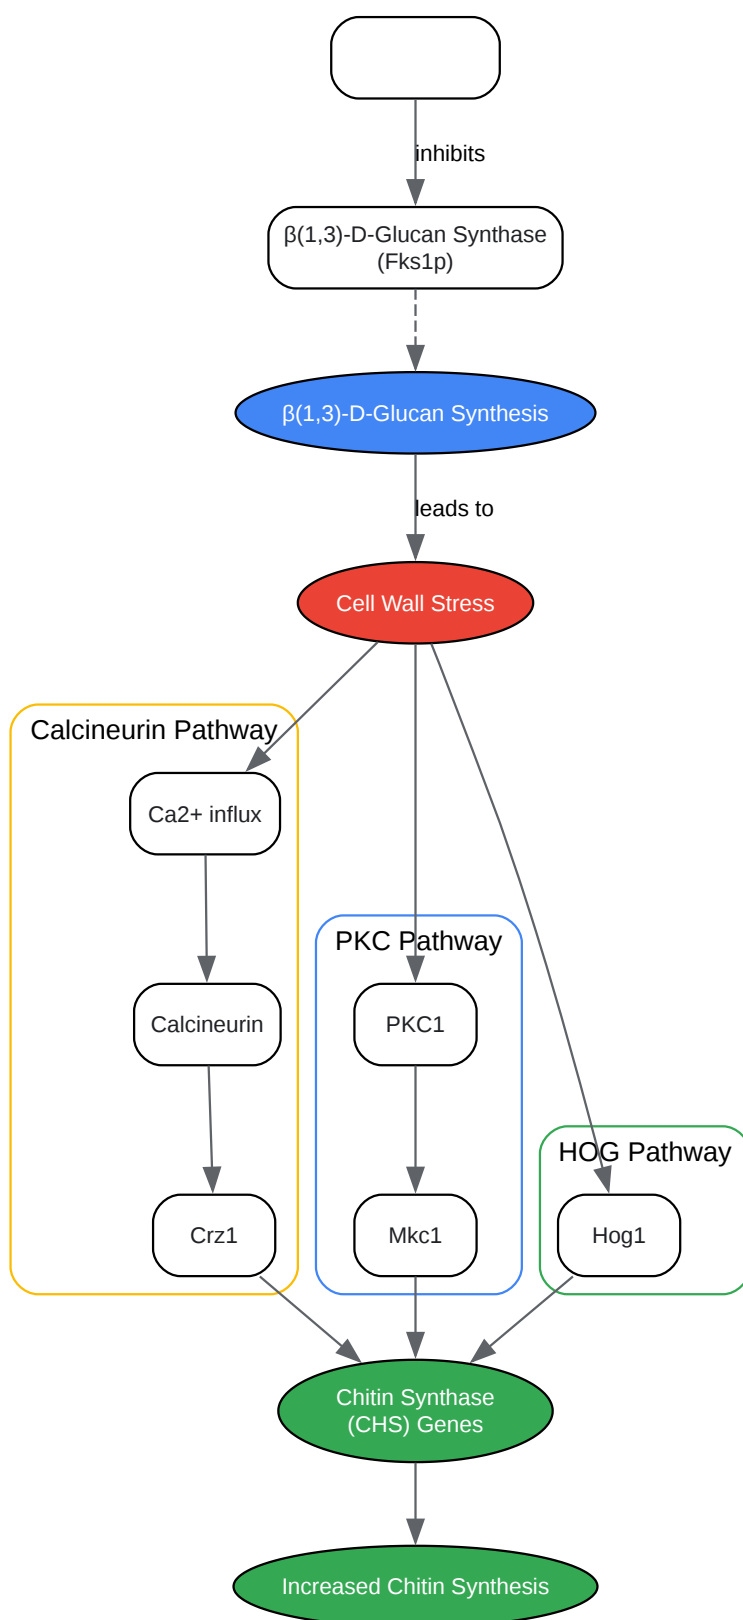 inhibits
β(1,3)-D-Glucan Synthase
(Fks1p)
β(1,3)-D-Glucan Synthesis
leads to
Cell Wall Stress
Calcineurin Pathway
Ca2+ influx
PKC Pathway
Calcineurin
PKC1
HOG Pathway
Crz1
Mkc1
Hog1
Chitin Synthase
(CHS) Genes
Increased Chitin Synthesis